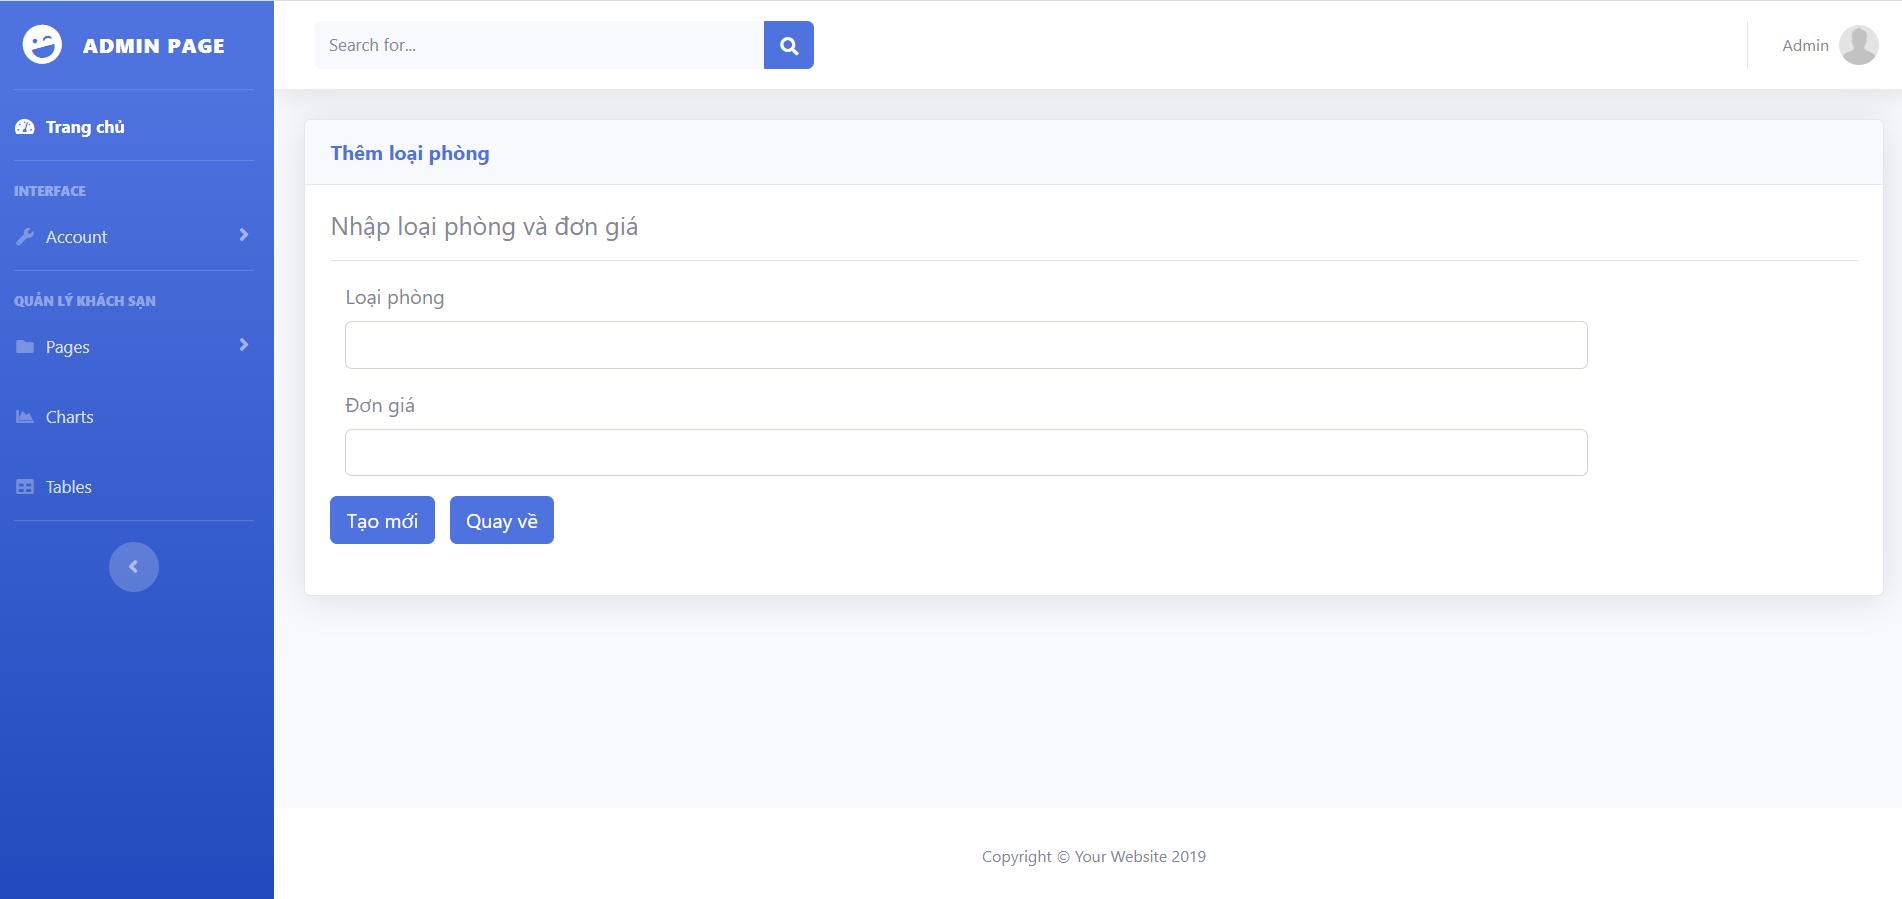 ADMIN PAGE
Trang chủ
INTERFACE
Account
QUẢN LÝ KHÁCH SẠN
Pages
Charts
Tables
Search for...
Admin
Thêm loại phòng
Nhập loại phòng và đơn giá
Loại phòng
Đơn giá
Tạo mới
Quay về
Copyright © Your Website 2019